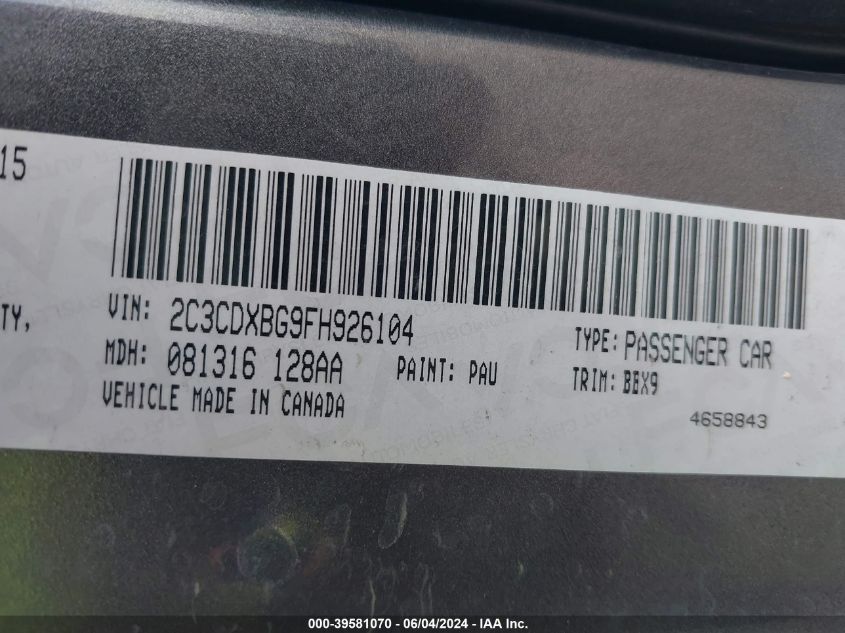 15
TY,
VIN: 2C3CDXBG9FH926104
TYPE: PASSENGER CAR
MDH: 081316 128AA
PAINT: PAU
TRIM: BBX9
VEHICLE MADE IN CANADA
4658843
000-39581070 - 06/04/2024 - IAA Inc.